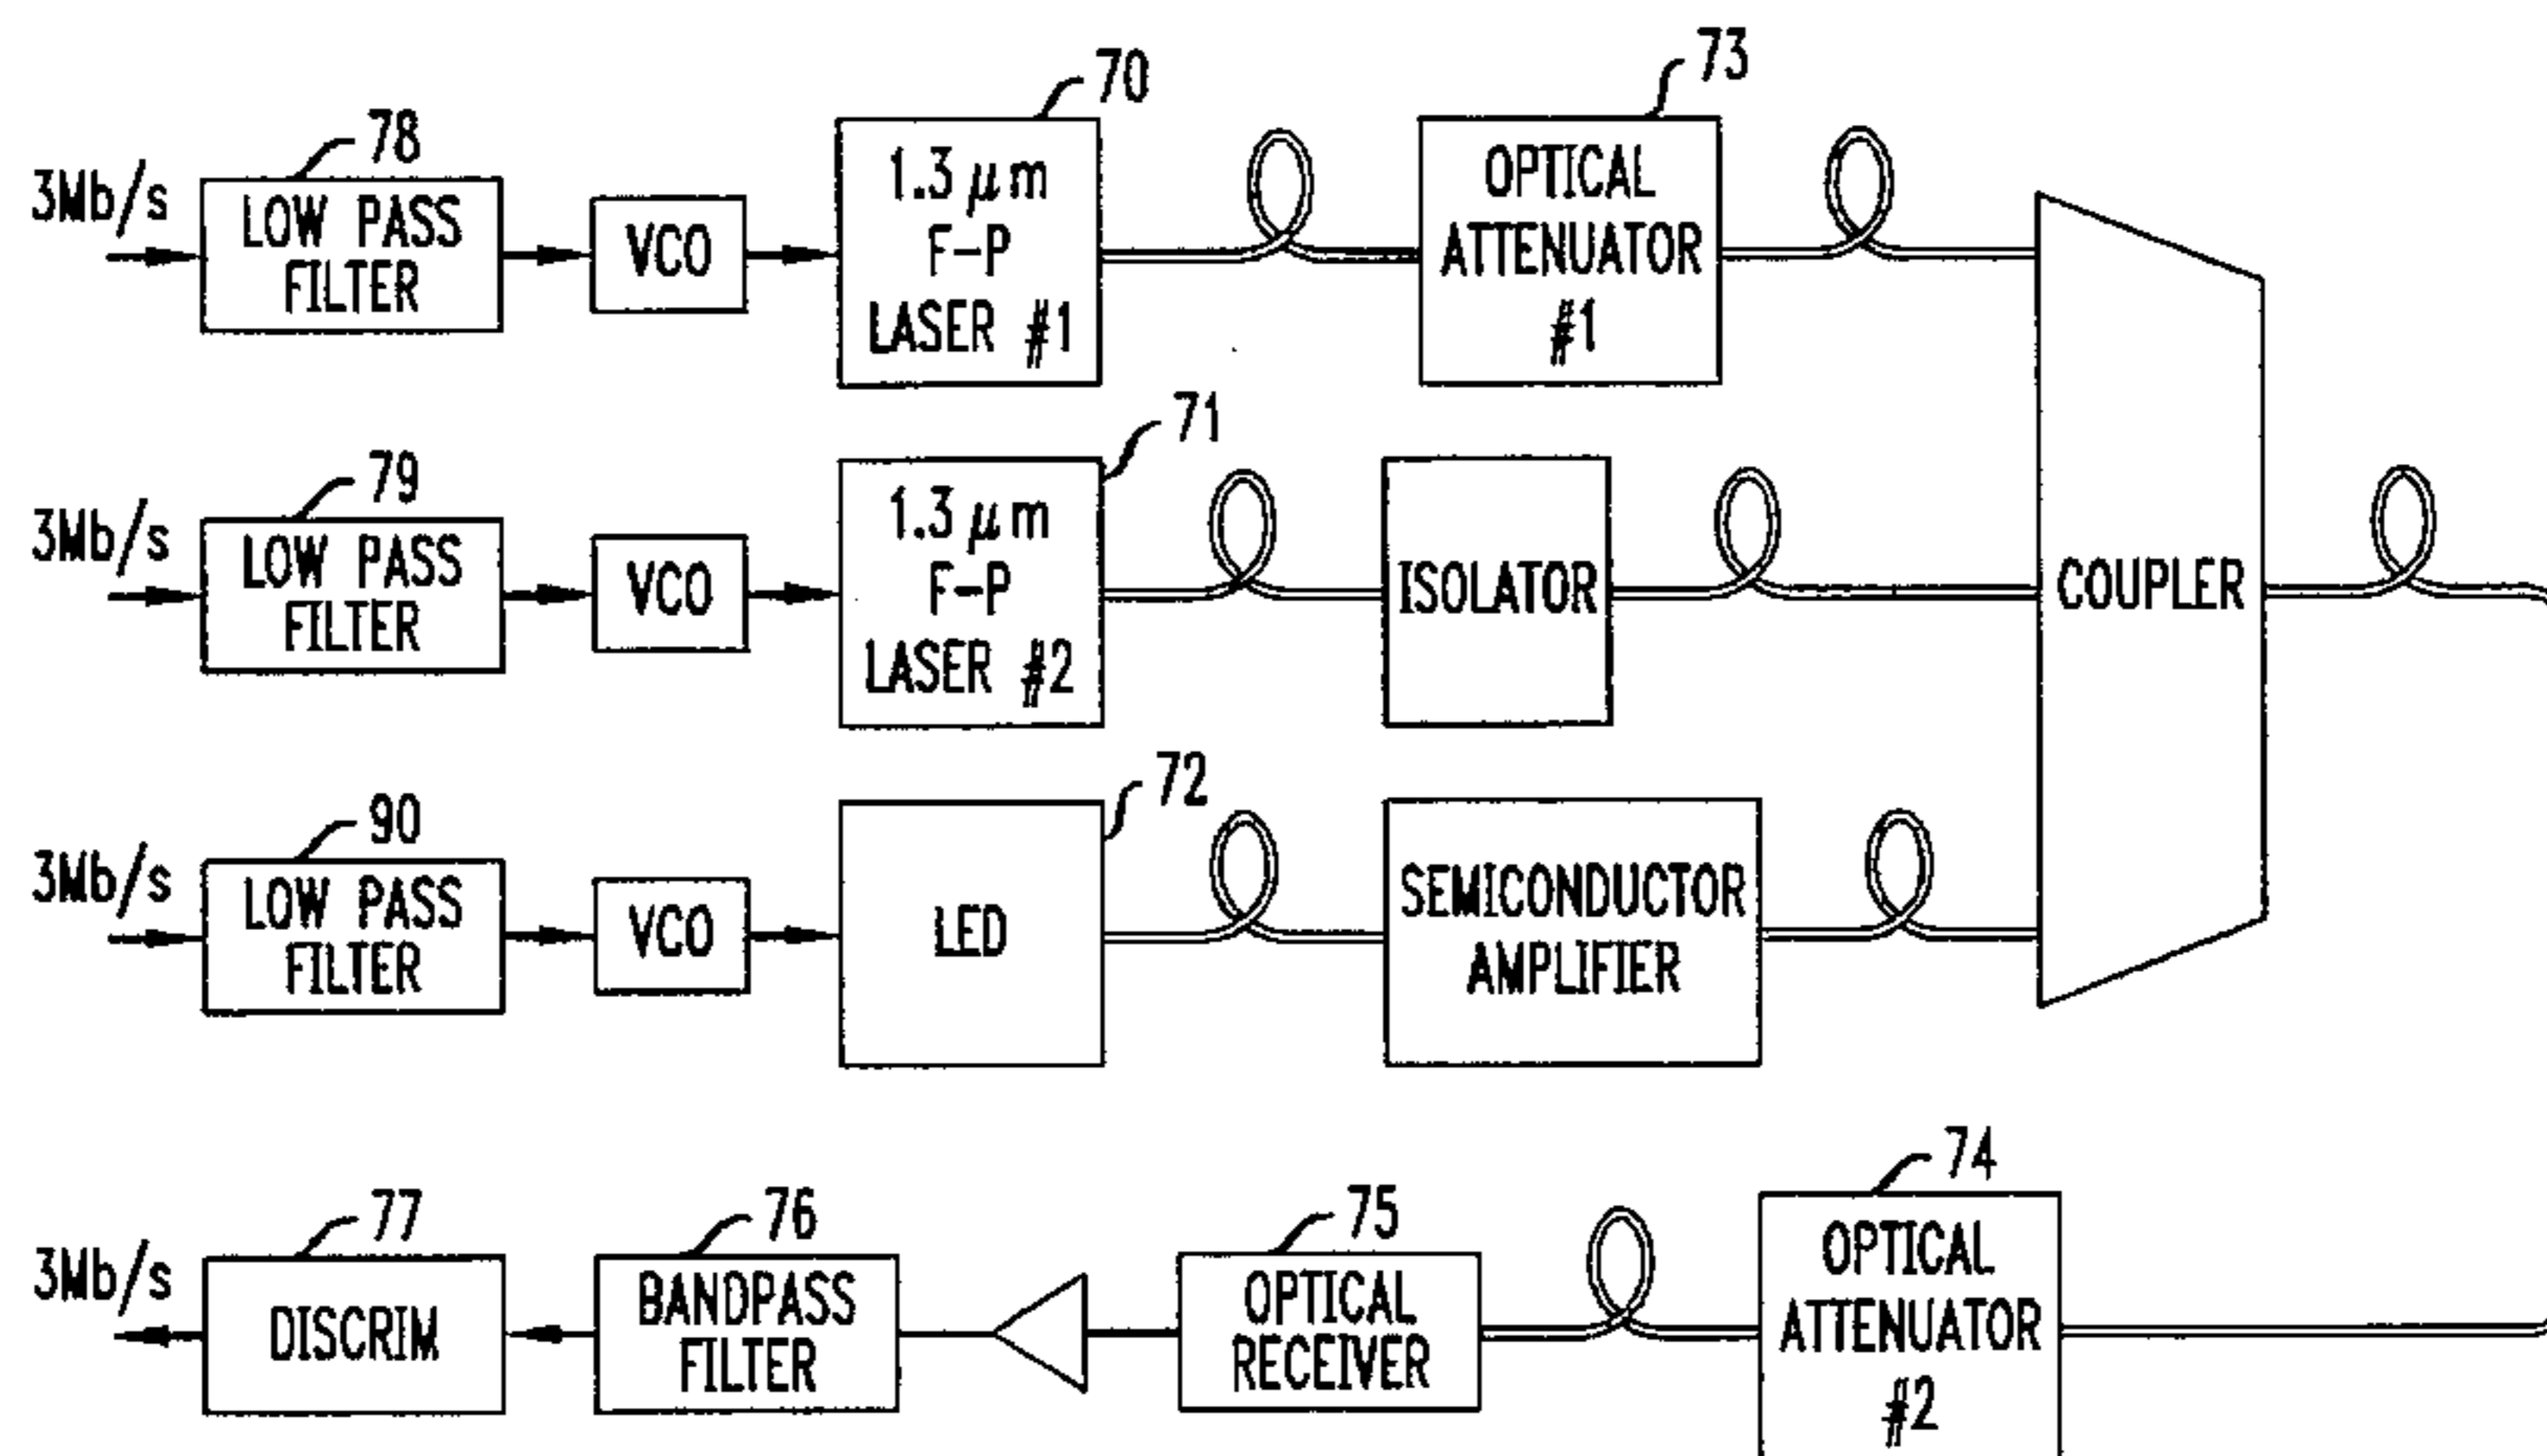 70
73
78
3Mb/s
LOW PASS
FILTER
VCO
1.3 μm
F-P
LASER #1
OPTICAL
ATTENUATOR
#1
71
79
3Mb/s
LOW PASS
FILTER
VCO
1.3 μm
F-P
LASER #2
ISOLATOR
COUPLER
72
90
3Mb/s
LOW PASS
FILTER
VCO
LED
SEMICONDUCTOR
AMPLIFIER
77
76
75
74
3Mb/s
DISCRIM
BANDPASS
FILTER
OPTICAL
RECEIVER
OPTICAL
ATTENUATOR
#2